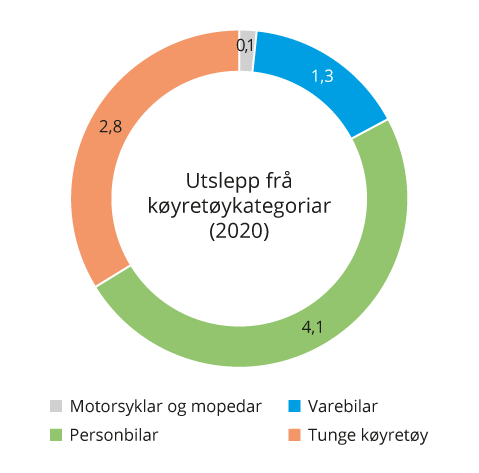 0,1
1,3
2,8
Utslepp frå
køyretøykategoriar
(2020)
4,1
Motorsyklar og mopedar
Varebilar
Personbilar
Tunge køyretøy